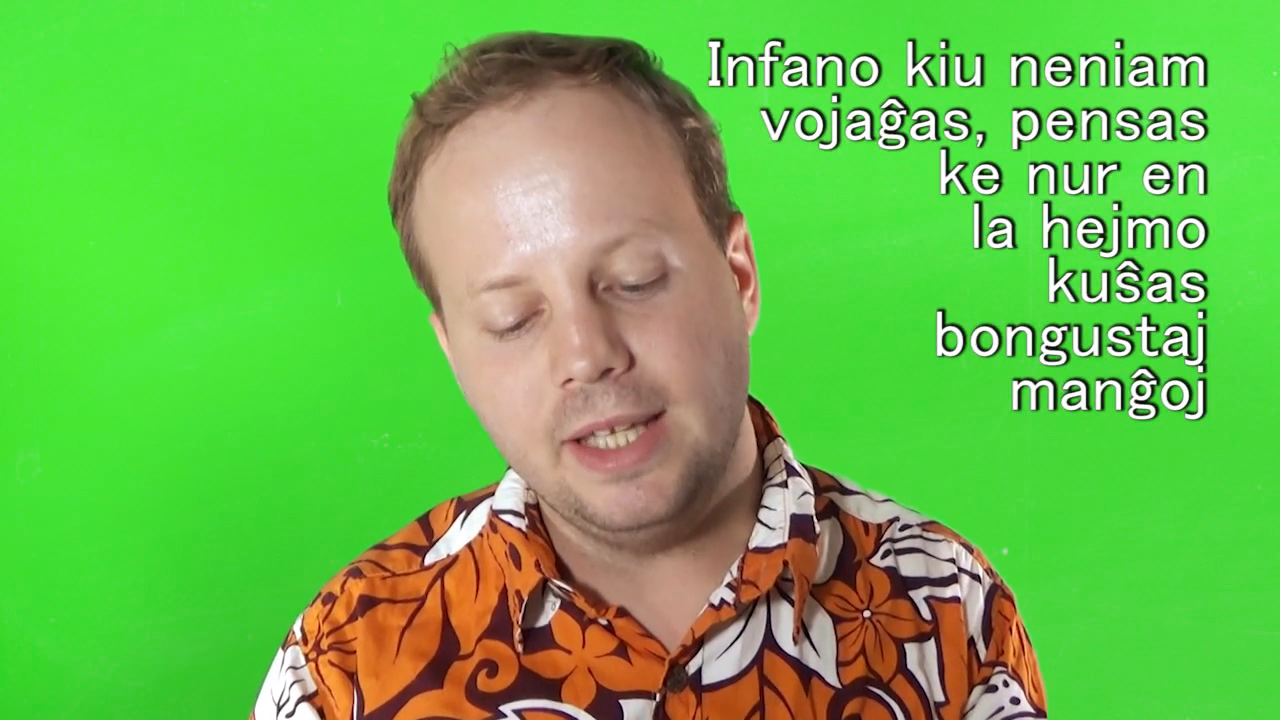 Infano kiu neniam
vojaĝas, pensas
ke nur en
la hejmo
kuŝas
bongustaj
manĝoj